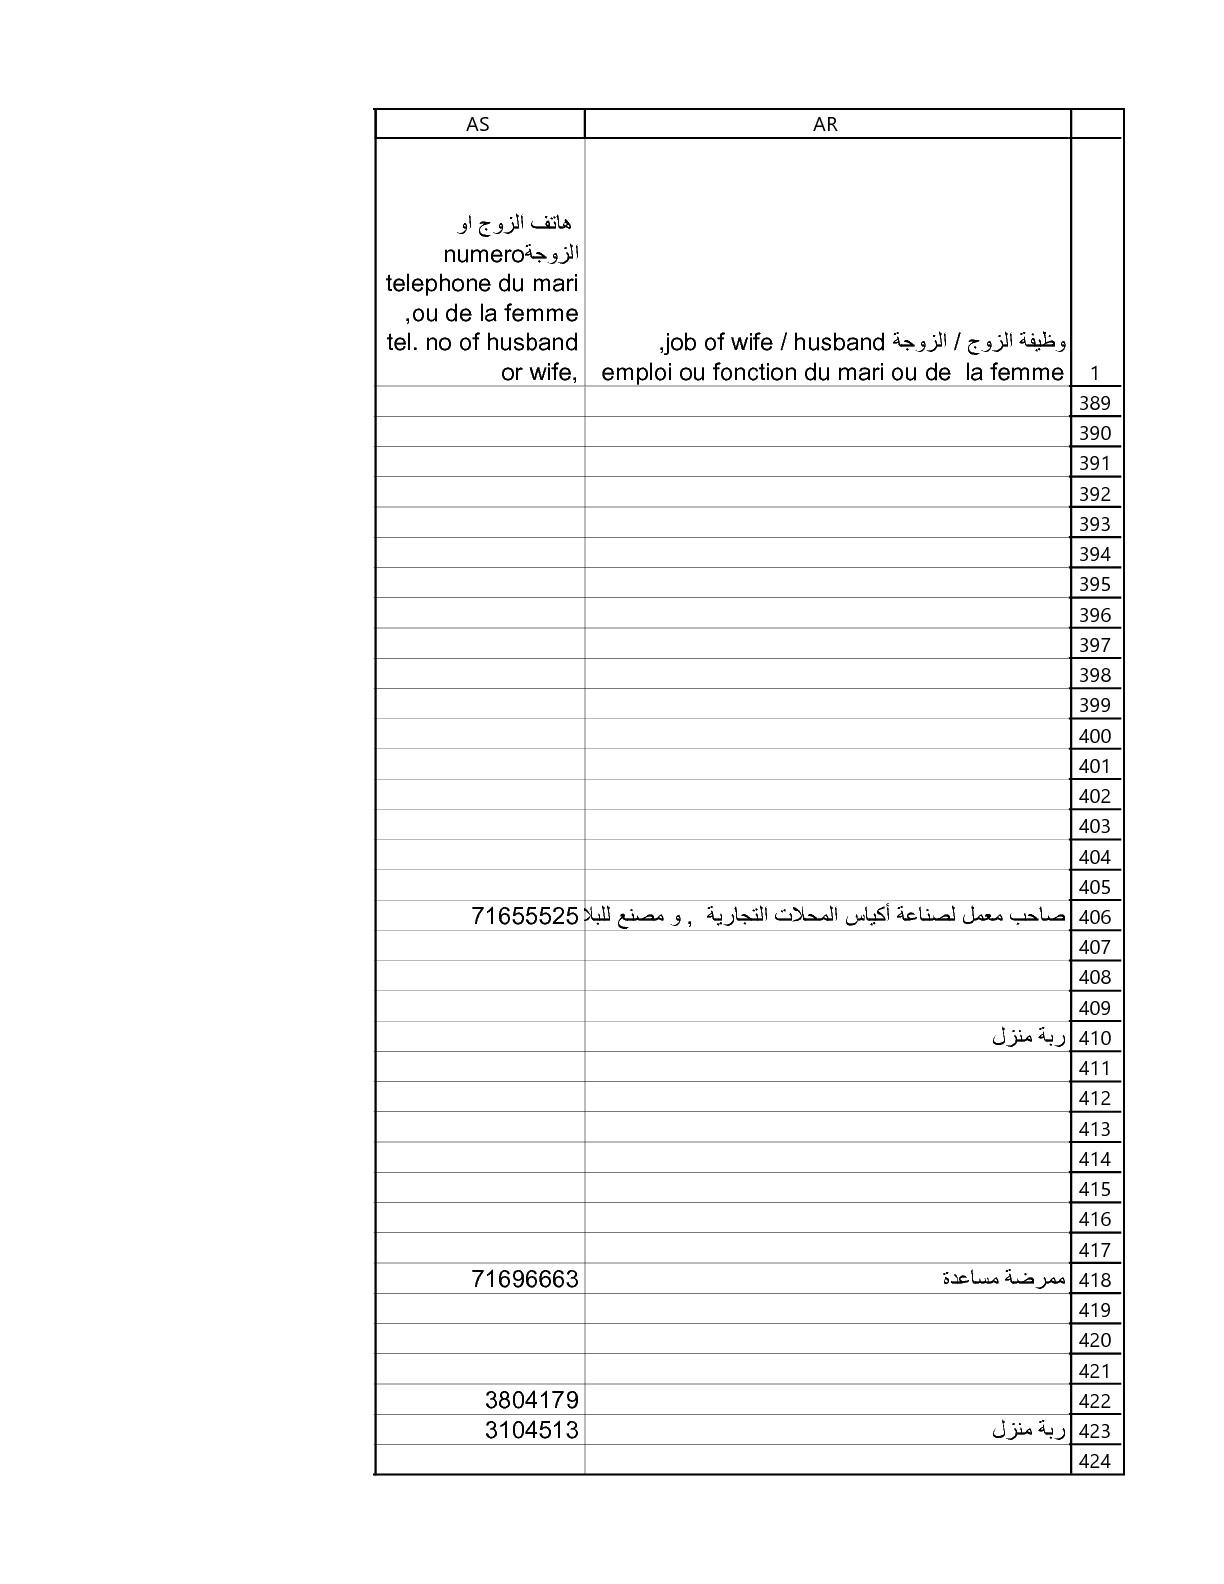 AR AS
وظيفة الزوج / الزوجة job of wife / husband,
emploi ou fonction du mari ou de  la femme
هاتف الزوج او
الزوجةnumero
telephone du mari
ou de la femme,
tel. no of husband
or wife,
1
389
390
391
392
393
394
395
396
397
398
399
400
401
402
403
404
405
406 صاحب معمل لصناعة أكياس المحلات التجارية , و مصنع للبلا 71655525
407
408
409
410 ربة منزل
411
412
413
414
415
416
417
418 ممرضة مساعدة 71696663
419
420
421
422 3804179
423 ربة منزل 3104513
424